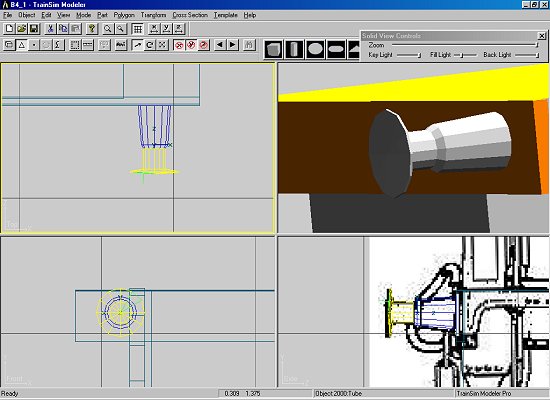 B4_1 - TrainSim Modeler
File Object Edit View Mode Part Polygon Transform Cross Section Template Help
Solid View Controls
Zoom
Key Light Fill Light Back Light
Top
Front
Side
Ready
0.309 1.375
Object 2000:Tube
TrainSim Modeler Pro